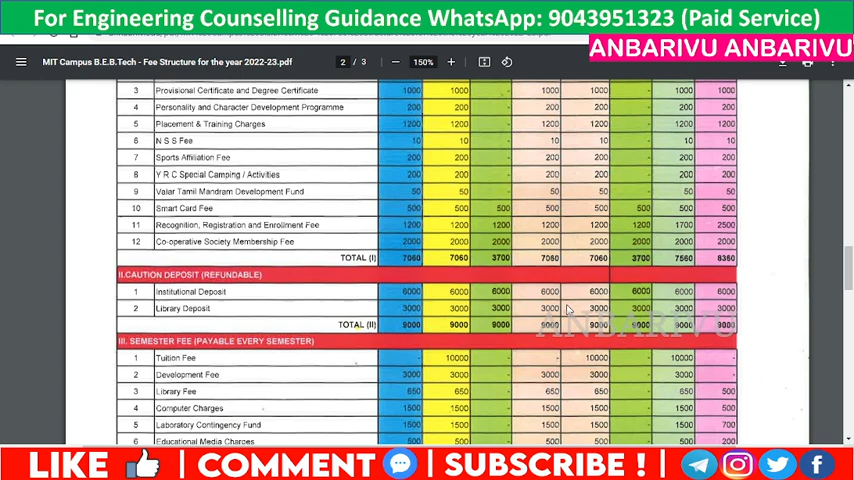 For Engineering Counselling Guidance WhatsApp: 9043951323 (Paid Service)
ANBARIVU ANBARIVU
MIT Campus B.E.B.Tech - Fee Structure for the year 2022-23.pdf 2 / 3 150%
3 Provisional Certificate and Degree Certificate 1000 1000 - 1000 1000 - 1000 1000
4 Personality and Character Development Programme 200 200 - 200 200 - 200 200
5 Placement & Training Charges 1200 1200 - 1200 1200 - 1200 1200
6 N S S Fee 10 10 - 10 10 - 10 10
7 Sports Affiliation Fee 200 200 - 200 200 - 200 200
8 Y R C Special Camping / Activities 200 200 - 200 200 - 200 200
9 Valar Tamil Mandram Development Fund 50 50 - 50 50 - 50 50
10 Smart Card Fee 500 500 500 500 500 500 500 500
11 Recognition, Registration and Enrollment Fee 1200 1200 1200 1200 1200 1200 1700 2500
12 Co-operative Society Membership Fee 2000 2000 2000 2000 2000 2000 2000 2000
TOTAL (I) 7060 7060 3700 7060 7060 3700 7560 8360
II.CAUTION DEPOSIT (REFUNDABLE)
1 Institutional Deposit 6000 6000 6000 6000 6000 6000 6000 6000
2 Library Deposit 3000 3000 3000 3000 3000 3000 3000 3000
ANBARIVU
TOTAL (II) 9000 9000 9000 9000 9000 9000 9000 9000
III. SEMESTER FEE (PAYABLE EVERY SEMESTER)
1 Tuition Fee - 10000 - - 10000 - 10000 -
2 Development Fee 3000 3000 - 3000 3000 - 3000 -
3 Library Fee 650 650 - 650 650 - 650 500
4 Computer Charges 1500 1500 - 1500 1500 - 1500 500
5 Laboratory Contingency Fund 1500 1500 - 1500 1500 - 1500 700
6 Educational Media Charges 500 500 - 500 500 - 500 500
LIKE | COMMENT | SUBSCRIBE ! |